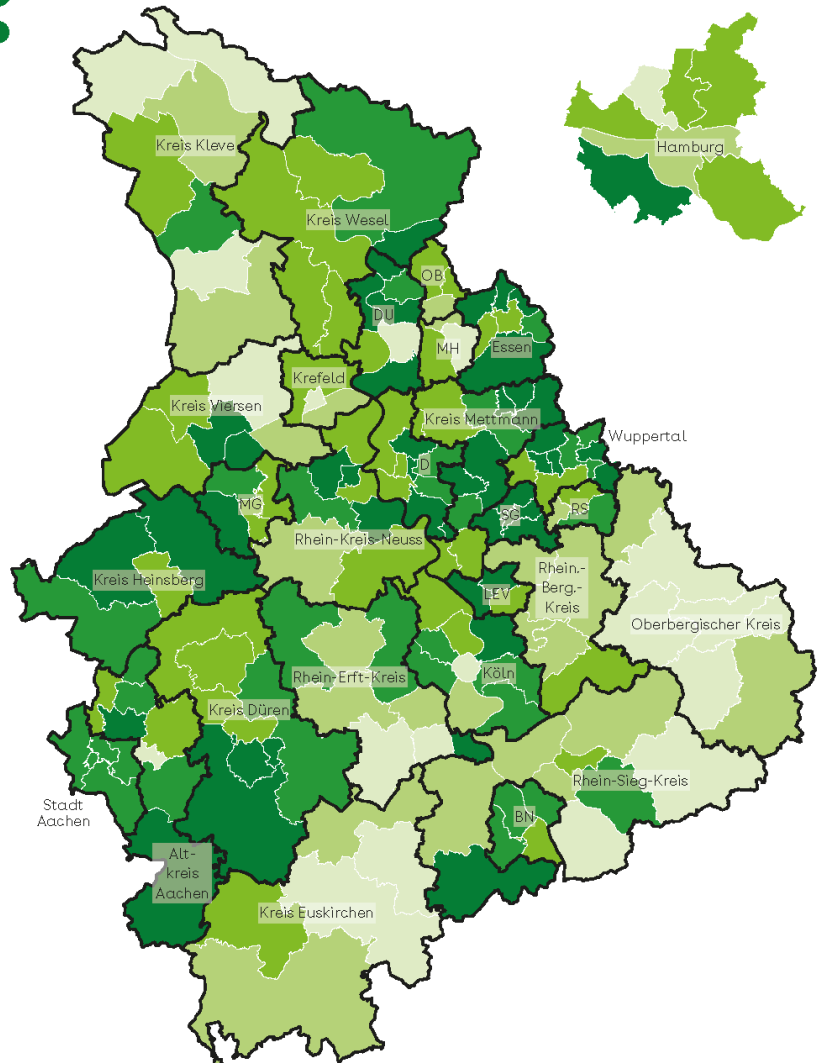 Kreis Kleve
Hamburg
Kreis Wesel
OB
DU
MH
Essen
Krefeld
Kreis Viersen
Kreis Mettmann
Wuppertal
D
MG
SG
RS
Rhein-Kreis-Neuss
Kreis Heinsberg
LEV
Rhein.-
Berg.-
Kreis
Oberbergischer Kreis
Rhein-Erft-Kreis
Köln
Kreis Düren
Rhein-Sieg-Kreis
Stadt
Aachen
BN
Alt-
kreis
Aachen
Kreis Euskirchen